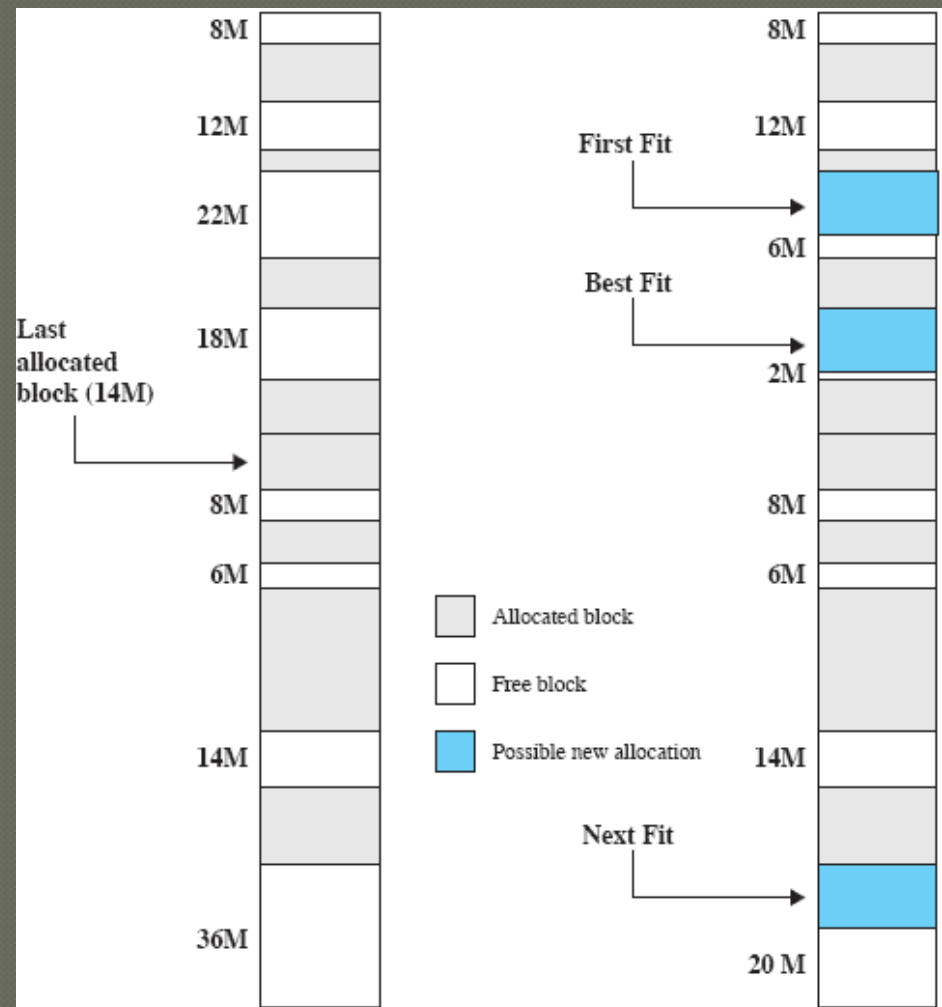 8M
12M
22M
Last
allocated
block (14M)
18M
8M
6M
14M
36M
First Fit
Best Fit
Next Fit
Allocated block
Free block
Possible new allocation
8M
12M
6M
2M
8M
6M
14M
20 M